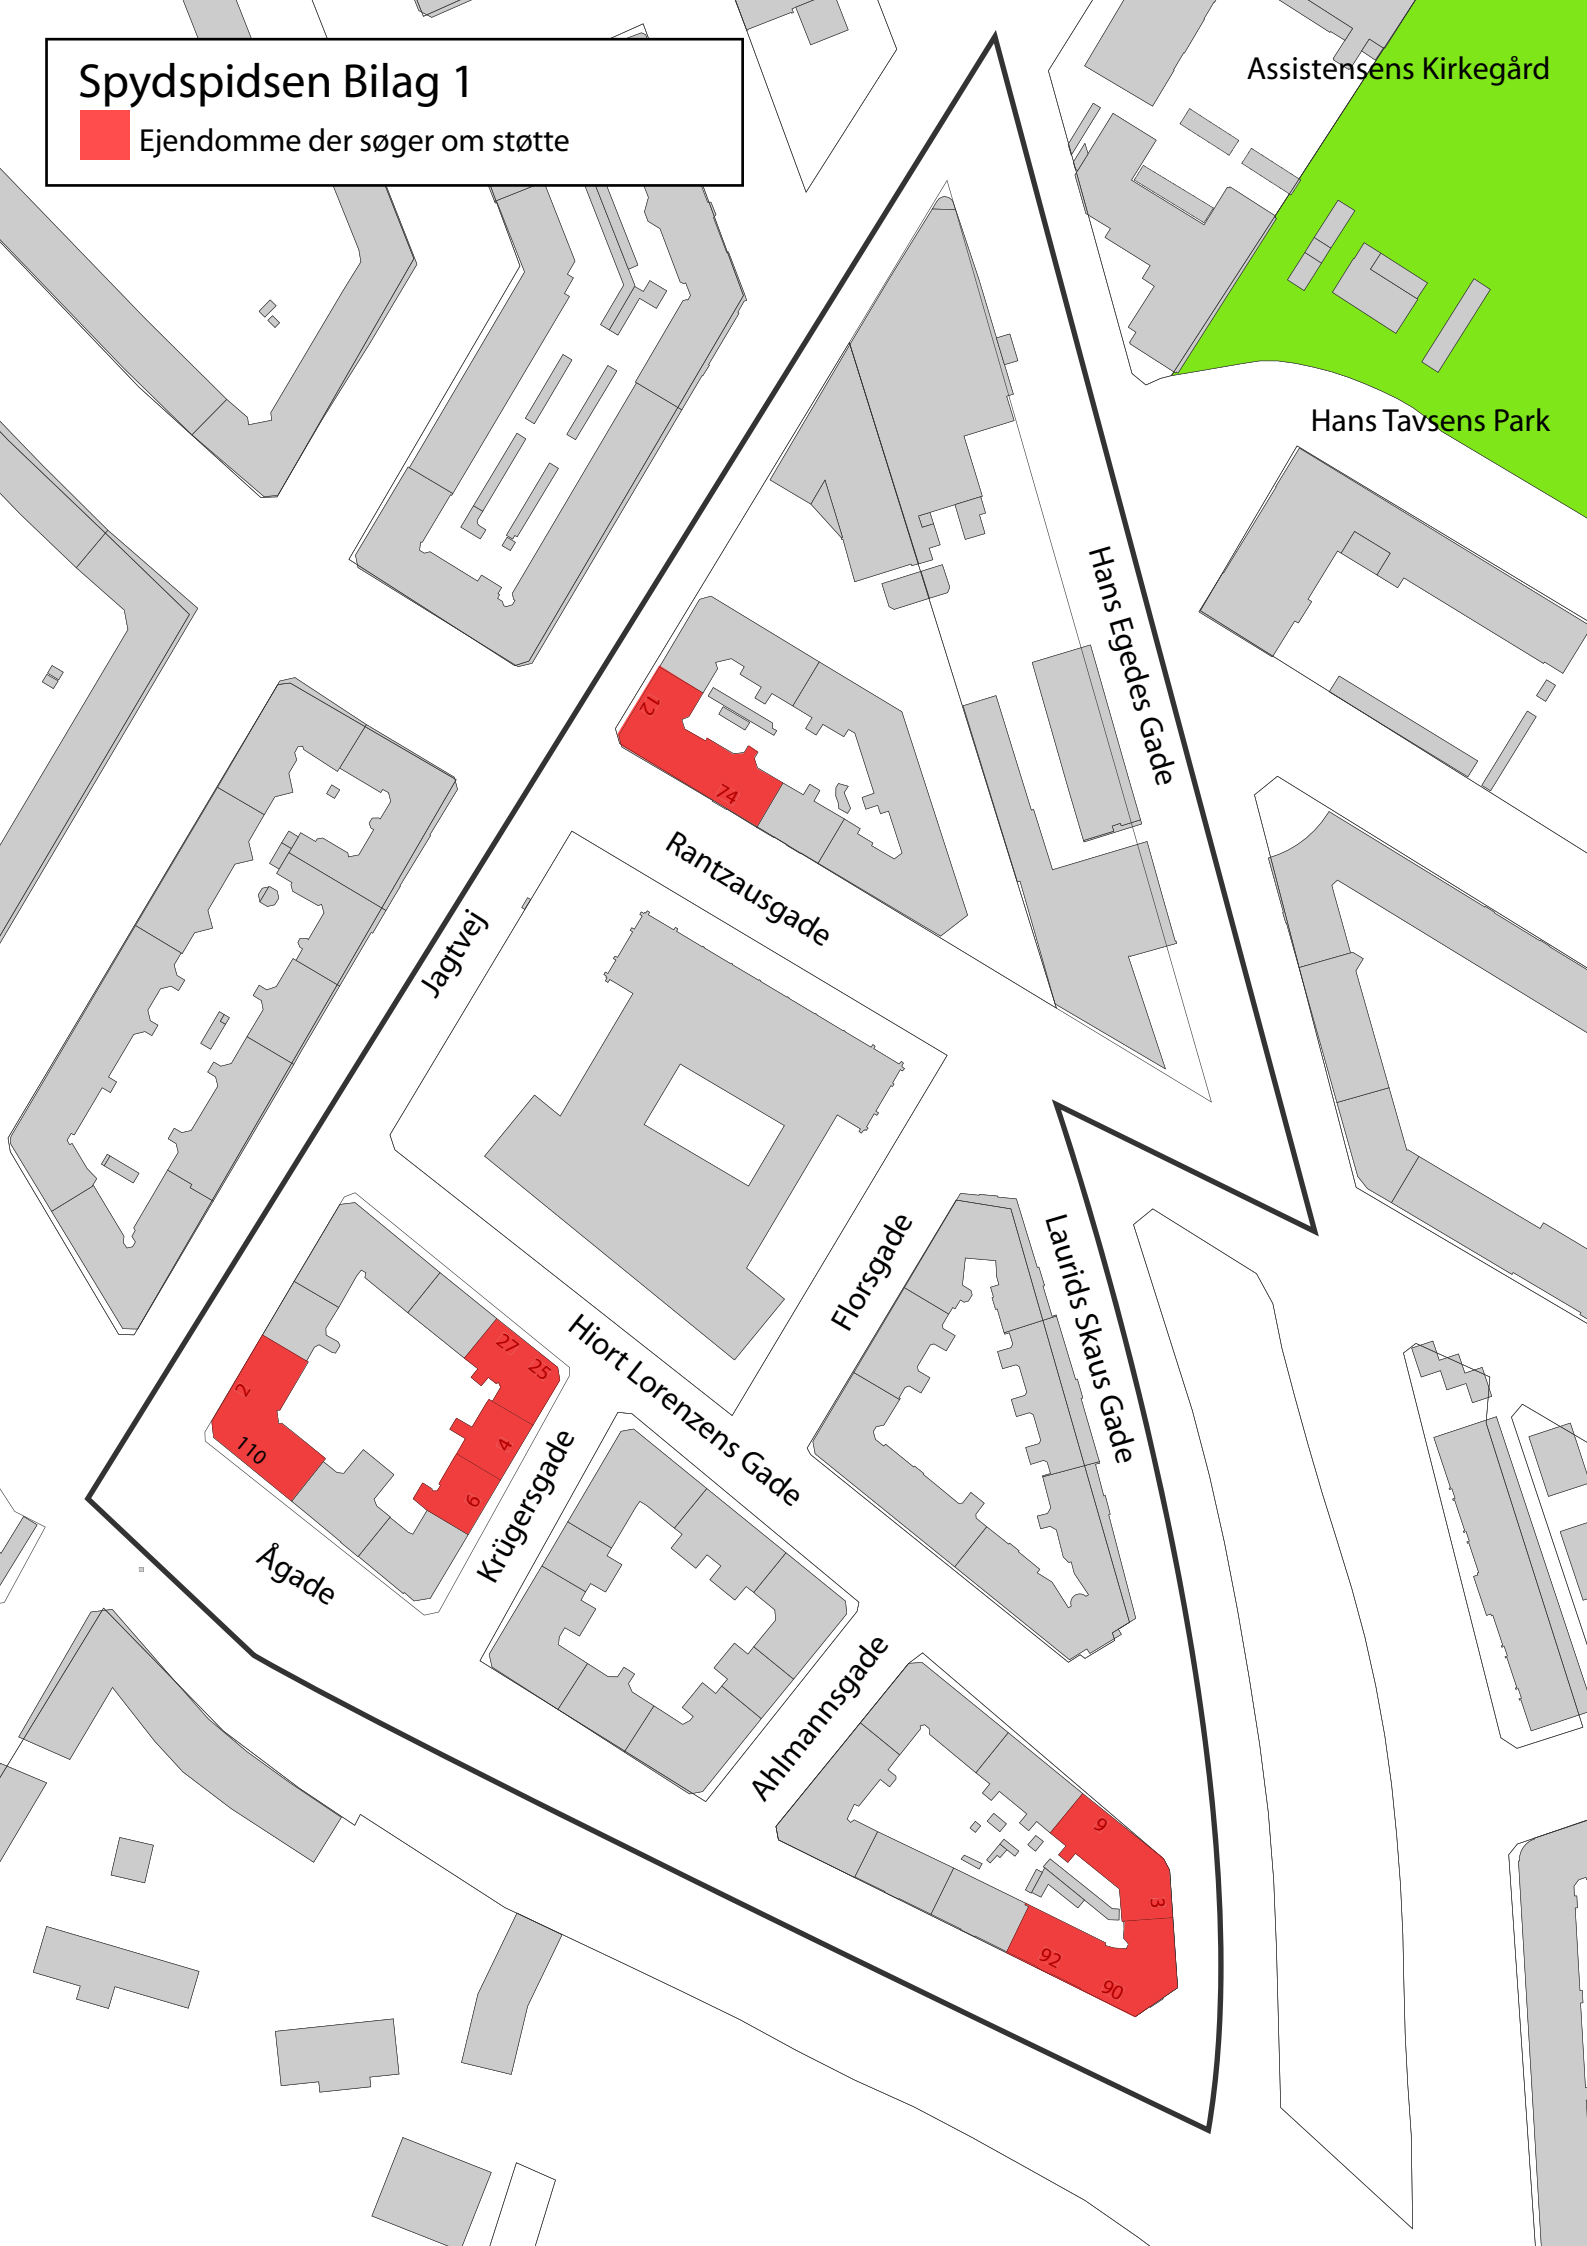 Spydspidsen Bilag 1
Ejendomme der søger om støtte
Assistensens Kirkegård
Hans Tavsens Park
Hans Egedes Gade
12
74
Rantzausgade
Jagtvej
Florsgade
Laurids Skaus Gade
Hiort Lorenzens Gade
27
25
2
4
110
6
Krügersgade
Ågade
Ahlmannsgade
9
3
92
90